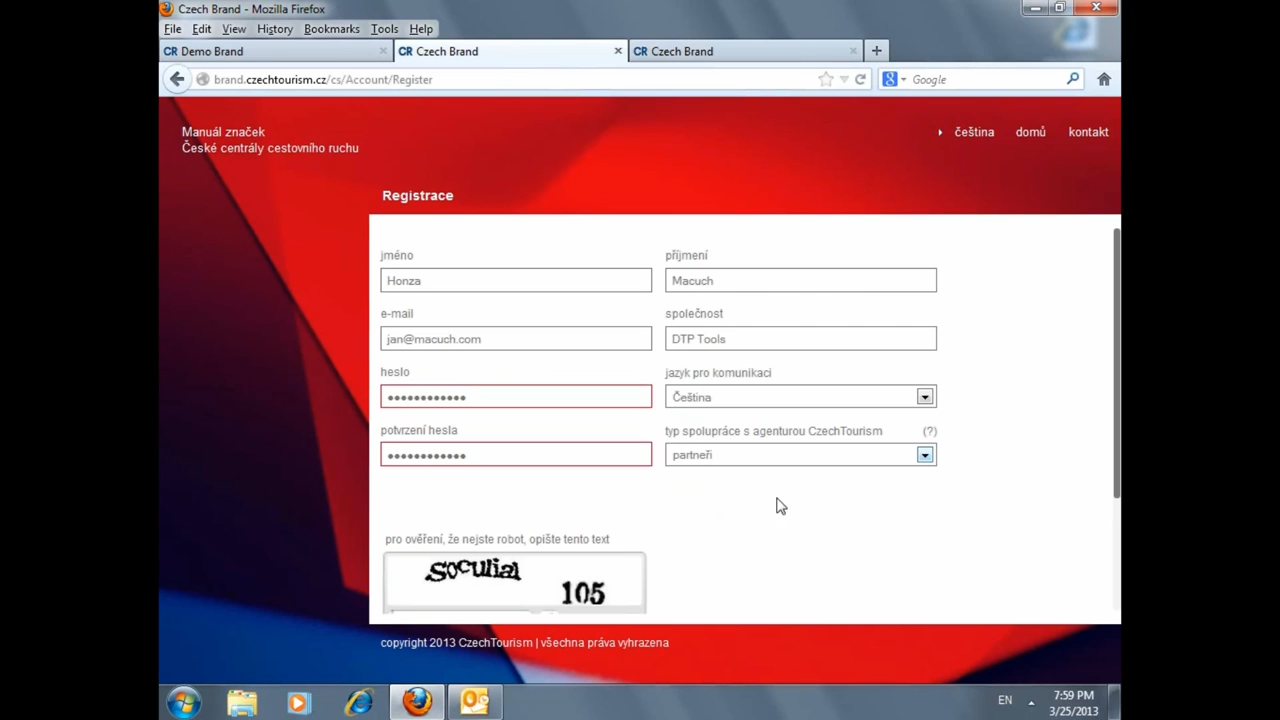 Czech Brand - Mozilla Firefox
File Edit View History Bookmarks Tools Help
CR Demo Brand
CR Czech Brand
CR Czech Brand
brand.czechtourism.cz/cs/Account/Register
Google
Manuál značek
České centrály cestovního ruchu
čeština domů kontakt
Registrace
jméno
příjmení
Honza
Macuch
e-mail
společnost
jan@macuch.com
DTP Tools
heslo
jazyk pro komunikaci
••••••••••••
Čeština
potvrzení hesla
typ spolupráce s agenturou CzechTourism (?)
••••••••••••
partneři
pro ověření, že nejste robot, opište tento text
105
copyright 2013 CzechTourism | všechna práva vyhrazena
EN
7:59 PM
3/25/2013